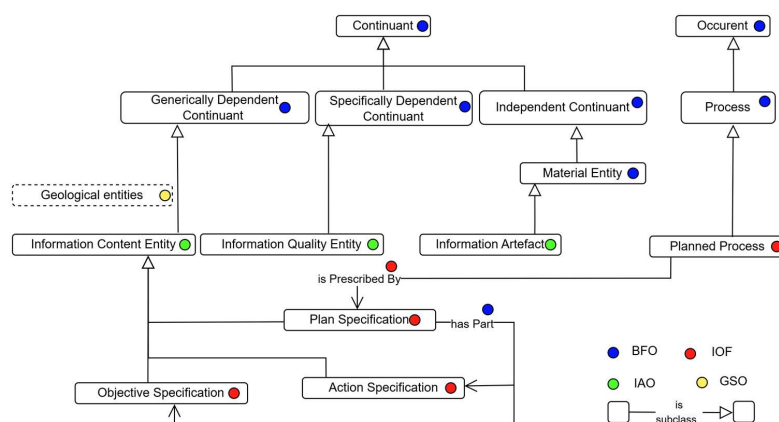 Continuant
Occurent
Generically Dependent
Continuant
Specifically Dependent
Continuant
Independent Continuant
Process
Material Entity
Geological entities
Information Content Entity
Information Quality Entity
Information Artefact
Planned Process
is Prescribed By
Plan Specification
has Part
BFO
IOF
Objective Specification
Action Specification
IAO
GSO
is
subclass